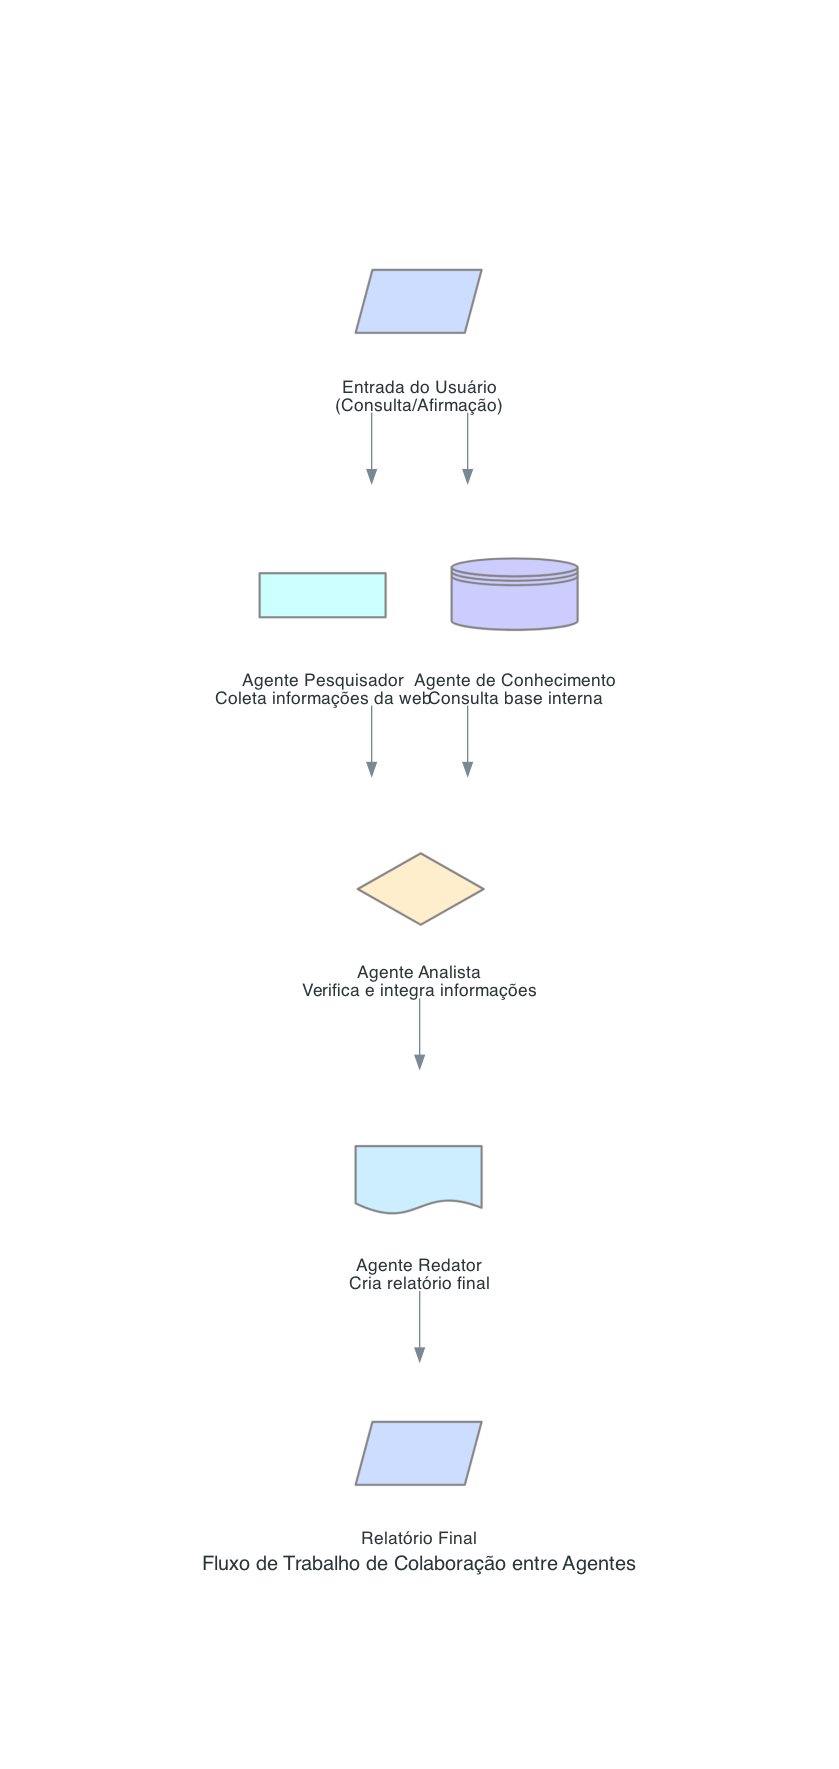 Entrada do Usuário
(Consulta/Afirmação)
Agente Pesquisador
Coleta informações da web
Agente de Conhecimento
Consulta base interna
Agente Analista
Verifica e integra informações
Agente Redator
Cria relatório final
Relatório Final
Fluxo de Trabalho de Colaboração entre Agentes